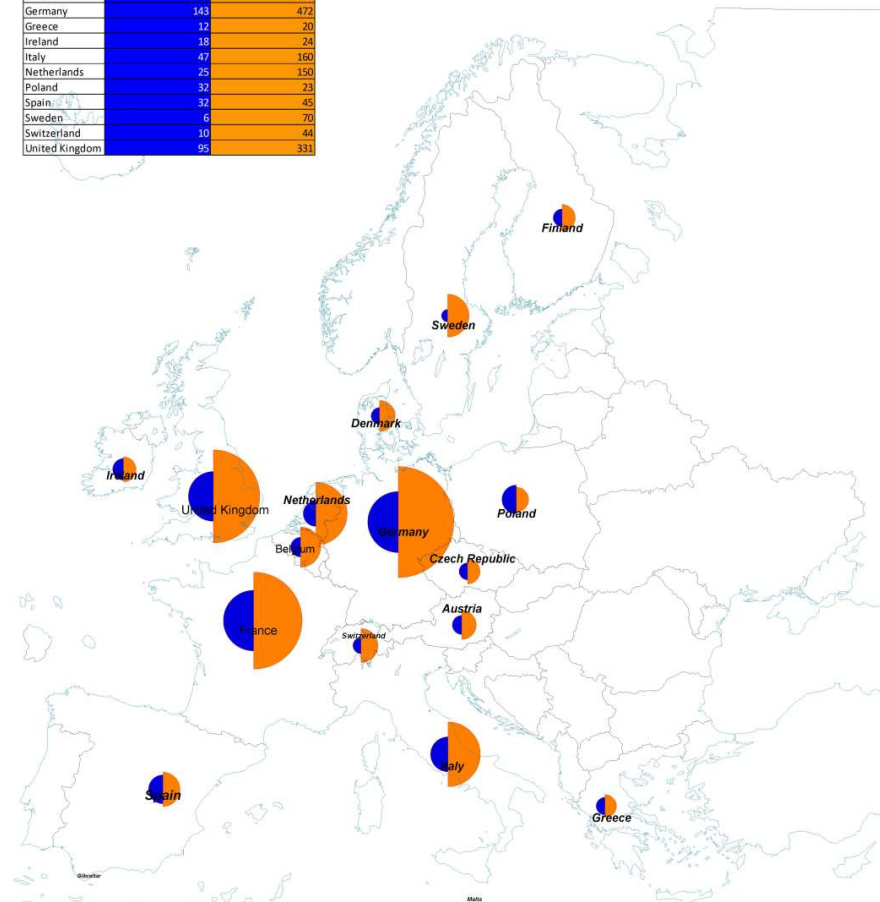 Germany 143 472
Greece 12 20
Ireland 18 24
Italy 47 160
Netherlands 25 150
Poland 32 23
Spain 32 45
Sweden 6 70
Switzerland 10 44
United Kingdom 95 331
Finland
Sweden
Denmark
Ireland
United Kingdom
Netherlands
Germany
Poland
Belgium
Czech Republic
Austria
France
Switzerland
Italy
Spain
Greece
Gibraltar
Malta